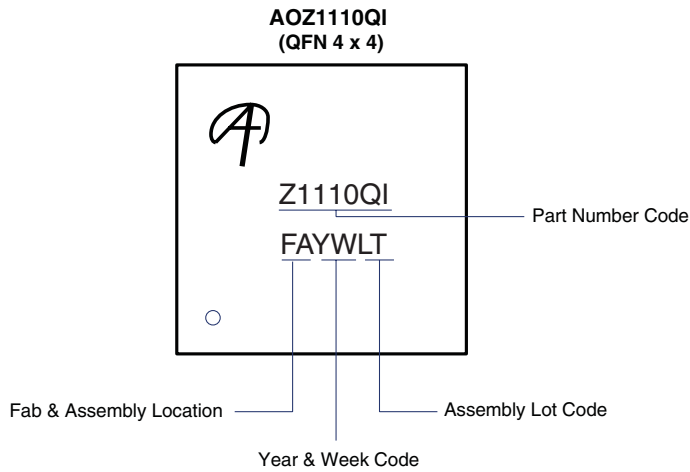 AOZ1110QI
(QFN 4 x 4)
Z1110QI
Part Number Code
FAYWLT
Fab & Assembly Location
Assembly Lot Code
Year & Week Code